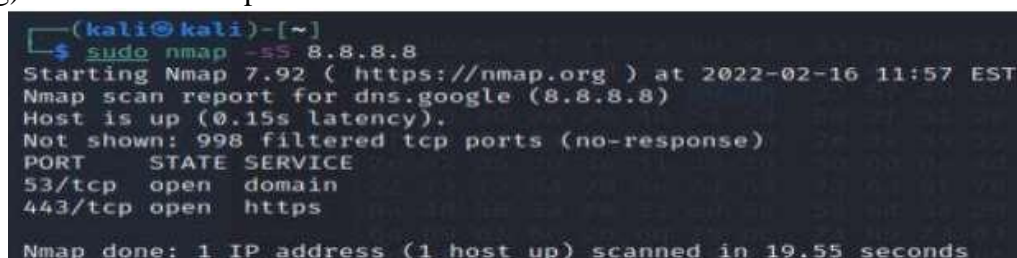 (kali㉿kali)-[~]
$ sudo nmap -sS 8.8.8.8
Starting Nmap 7.92 ( https://nmap.org ) at 2022-02-16 11:57 EST
Nmap scan report for dns.google (8.8.8.8)
Host is up (0.15s latency).
Not shown: 998 filtered tcp ports (no-response)
PORT    STATE SERVICE
53/tcp  open  domain
443/tcp open  https
Nmap done: 1 IP address (1 host up) scanned in 19.55 seconds